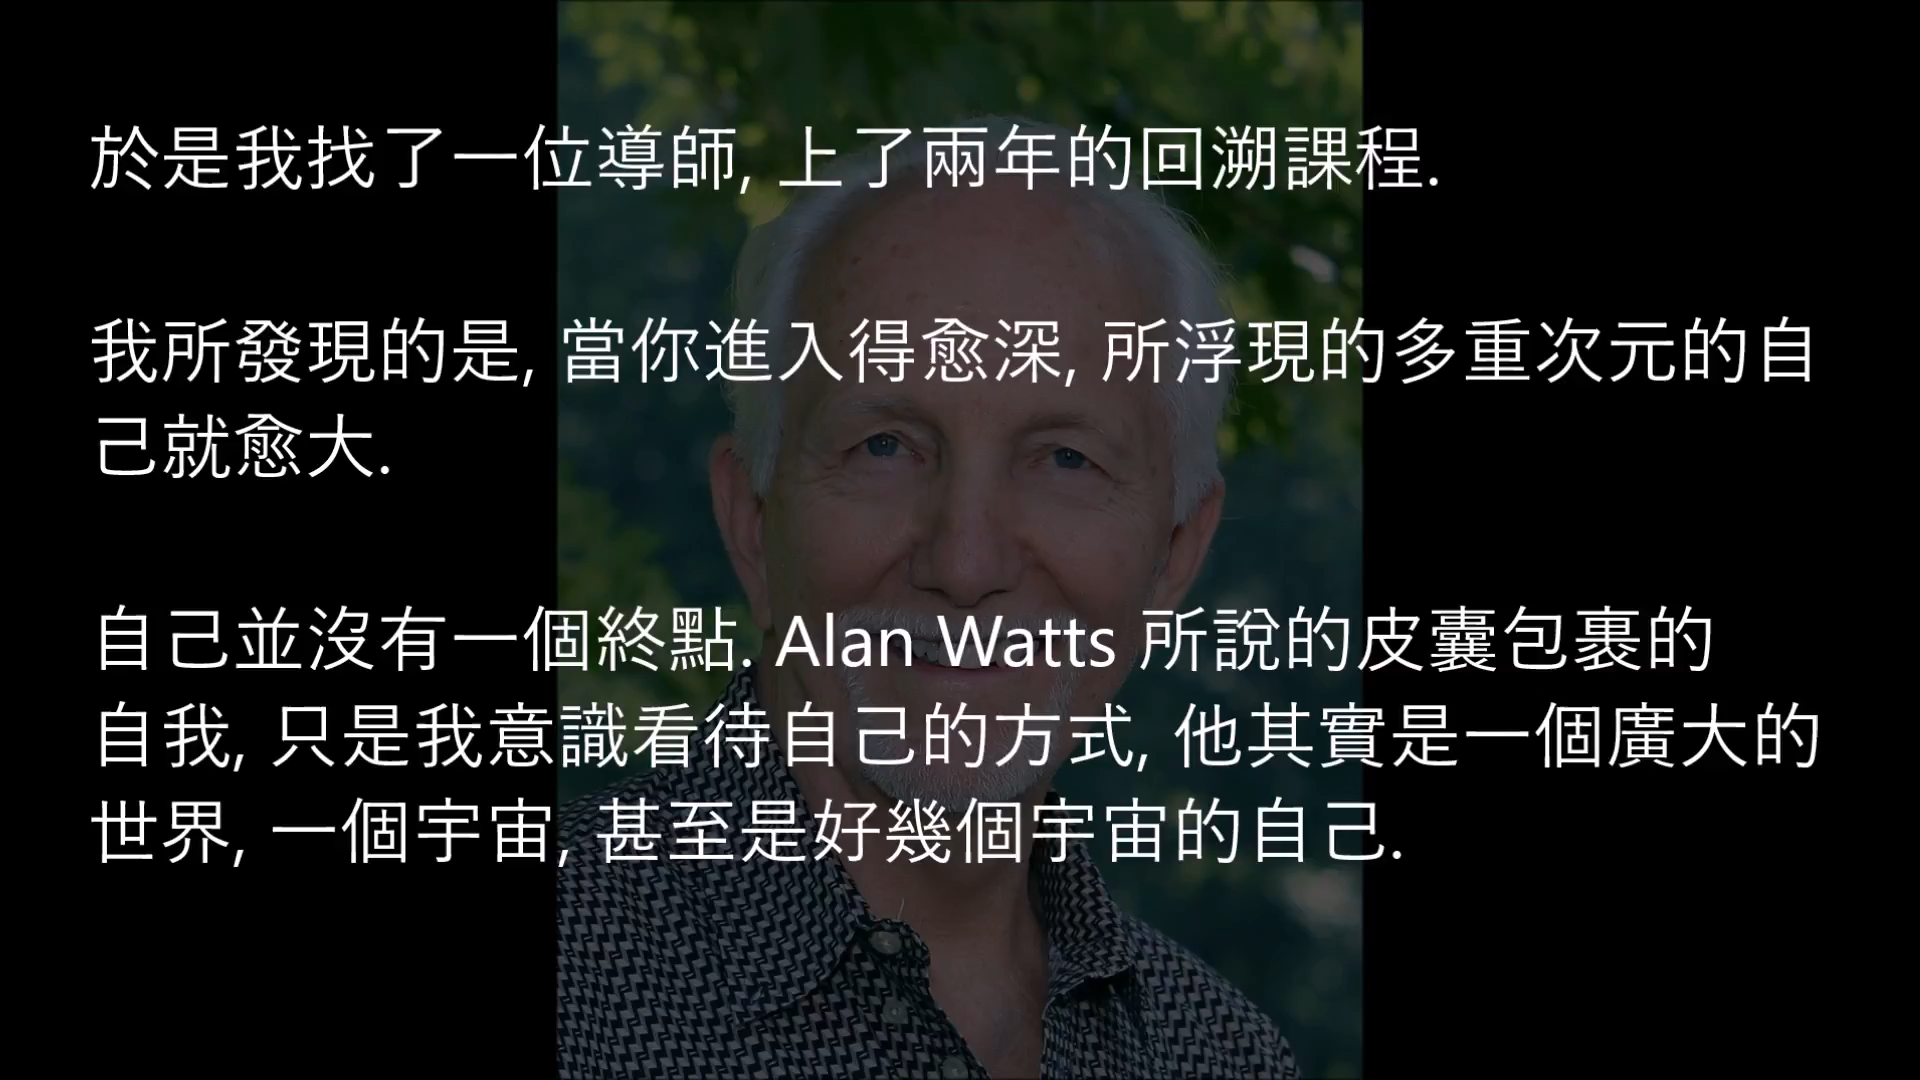 於是我找了一位導師, 上了兩年的回溯課程.
我所發現的是, 當你進入得愈深, 所浮現的多重次元的自
己就愈大.
自己並沒有一個終點. Alan Watts 所說的皮囊包裹的
自我, 只是我意識看待自己的方式, 他其實是一個廣大的
世界, 一個宇宙, 甚至是好幾個宇宙的自己.